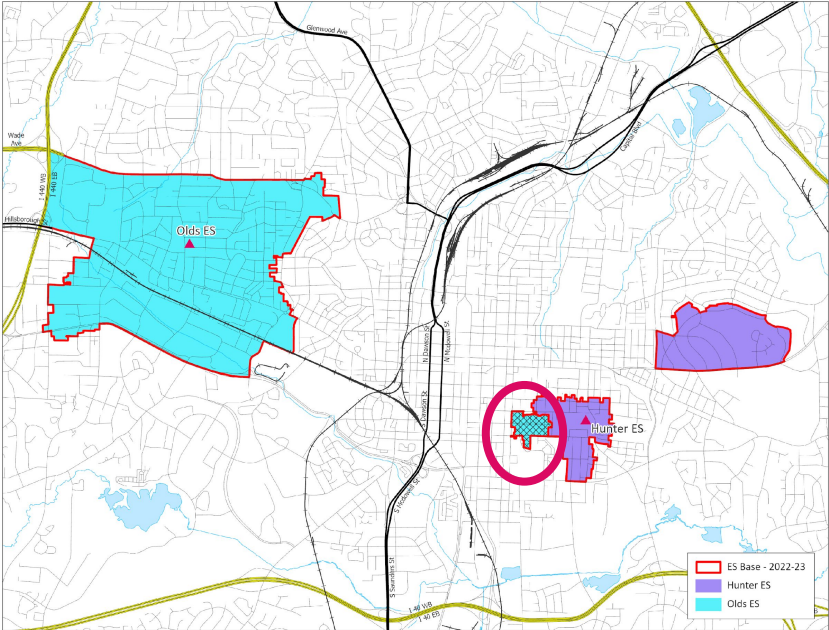 Glenwood Ave
Wade
Ave
I 440 WB
I 440 EB
Capital Blvd
Hillsborough St
Olds ES
N Dawson St
N Mcdowell St
S Dawson St
Hunter ES
S Mcdowell St
S Saunders St
I 40 WB
I 40 EB
ES Base - 2022-23
Hunter ES
Olds ES